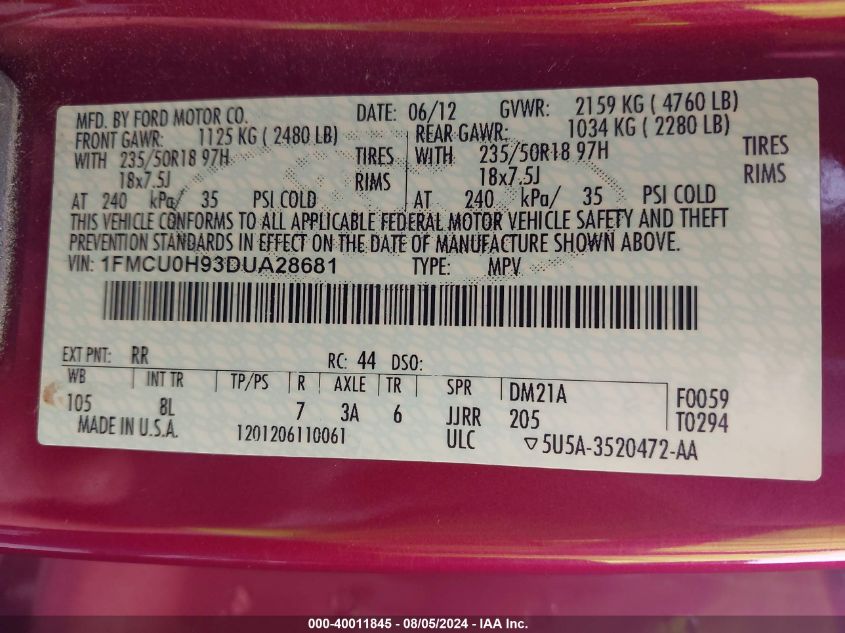 MFD. BY FORD MOTOR CO. DATE: 06/12 GVWR: 2159 KG ( 4760 LB)
FRONT GAWR: 1125 KG ( 2480 LB) REAR GAWR: 1034 KG ( 2280 LB)
WITH 235/50R18 97H TIRES WITH 235/50R18 97H TIRES
18x7.5J RIMS 18x7.5J RIMS
AT 240 kPa/ 35 PSI COLD AT 240 kPa/ 35 PSI COLD
THIS VEHICLE CONFORMS TO ALL APPLICABLE FEDERAL MOTOR VEHICLE SAFETY AND THEFT
PREVENTION STANDARDS IN EFFECT ON THE DATE OF MANUFACTURE SHOWN ABOVE.
VIN: 1FMCU0H93DUA28681 TYPE: MPV
EXT PNT: RR RC: 44 DSO:
WB INT TR TP/PS R AXLE TR SPR DM21A F0059
105 8L 7 3A 6 JJRR 205 T0294
MADE IN U.S.A. 1201206110061 ULC 5U5A-3520472-AA
000-40011845 - 08/05/2024 - IAA Inc.